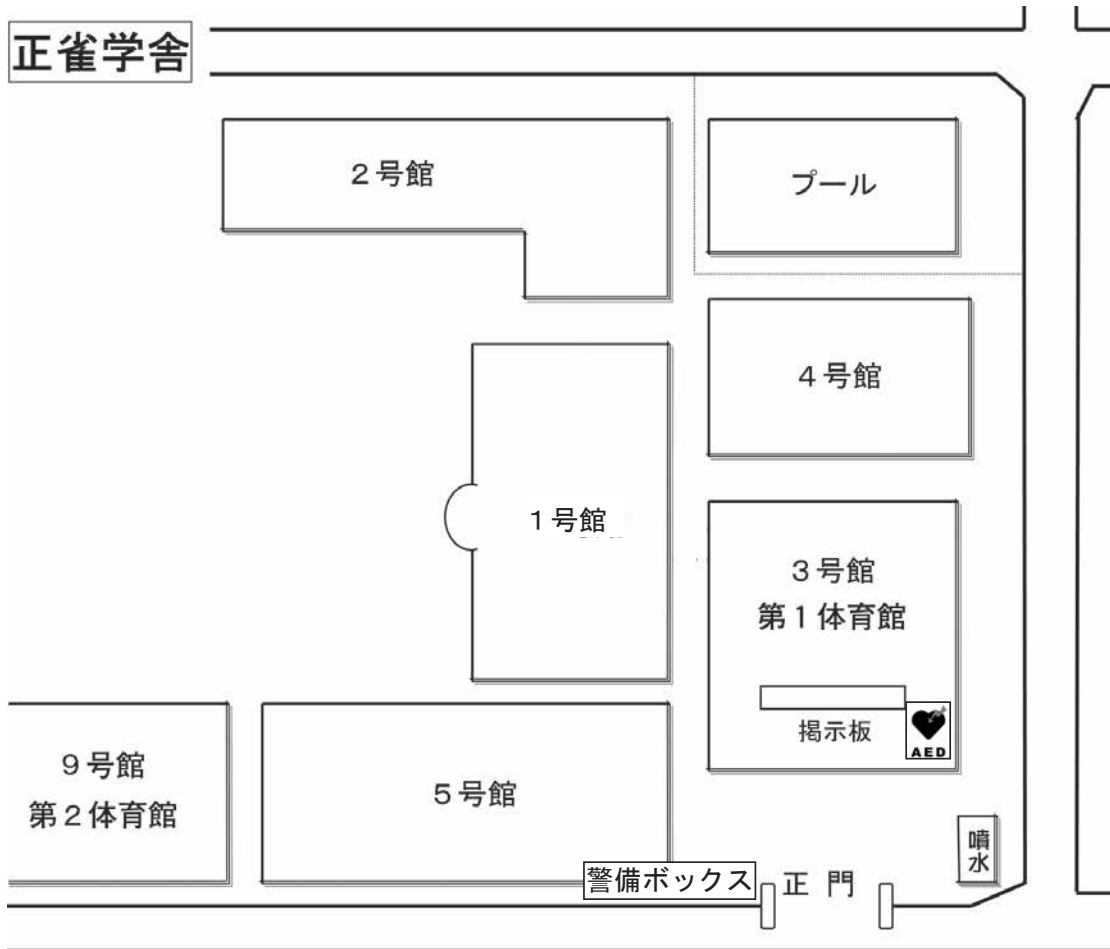 正雀学舎
２号館
プール
４号館
１号館
３号館
第１体育館
掲示板
AED
９号館
第２体育館
５号館
噴水
警備ボックス
正門